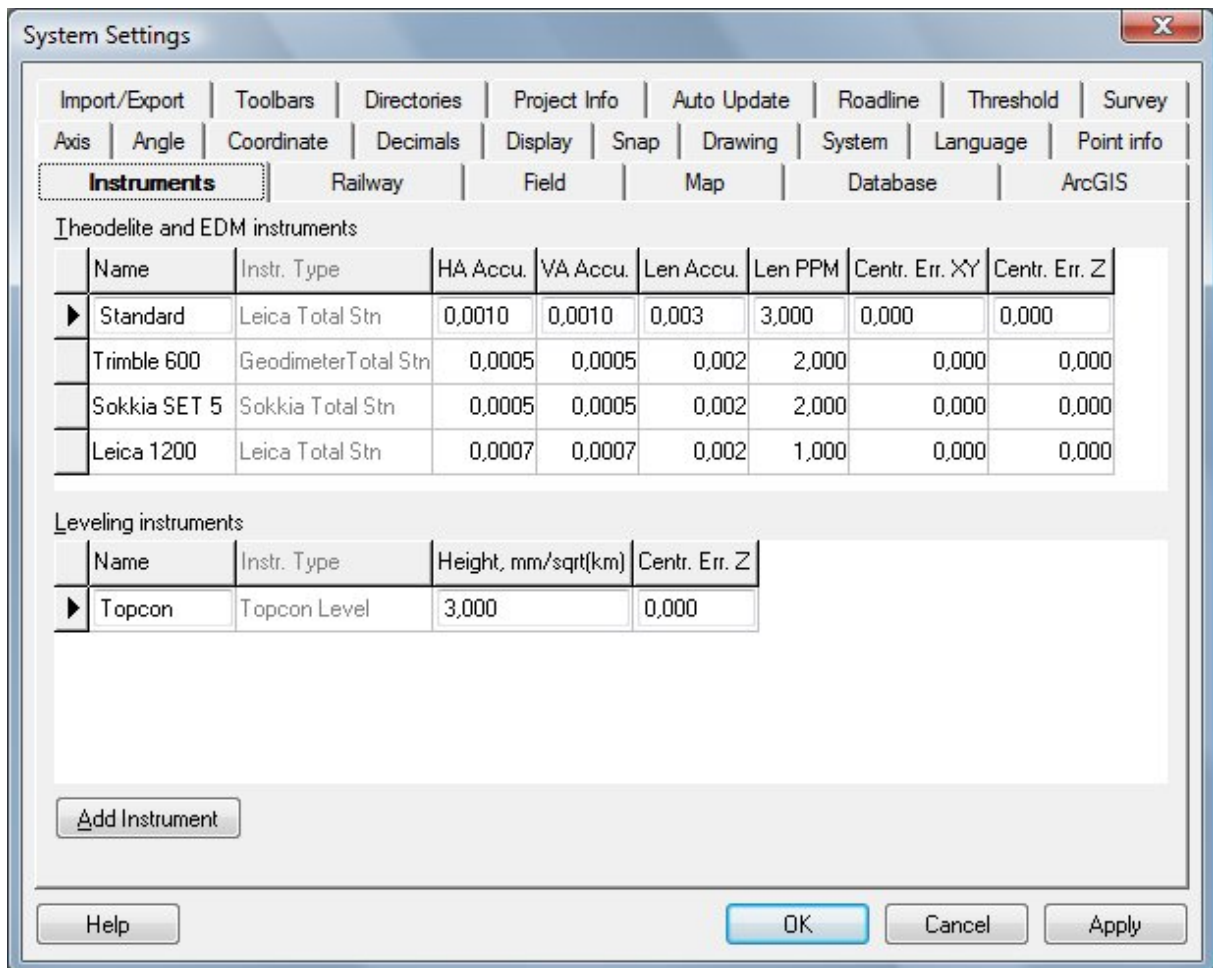 System Settings
Import/Export Toolbars Directories Project Info Auto Update Roadline Threshold Survey
Axis Angle Coordinate Decimals Display Snap Drawing System Language Point info
Instruments Railway Field Map Database ArcGIS
Theodelite and EDM instruments
Name Instr. Type HA Accu. VA Accu. Len Accu. Len PPM Centr. Err. XY Centr. Err. Z
Standard Leica Total Stn 0,0010 0,0010 0,003 3,000 0,000 0,000
Trimble 600 GeodimeterTotal Stn 0,0005 0,0005 0,002 2,000 0,000 0,000
Sokkia SET 5 Sokkia Total Stn 0,0005 0,0005 0,002 2,000 0,000 0,000
Leica 1200 Leica Total Stn 0,0007 0,0007 0,002 1,000 0,000 0,000
Leveling instruments
Name Instr. Type Height, mm/sqrt(km) Centr. Err. Z
Topcon Topcon Level 3,000 0,000
Add Instrument
Help OK Cancel Apply